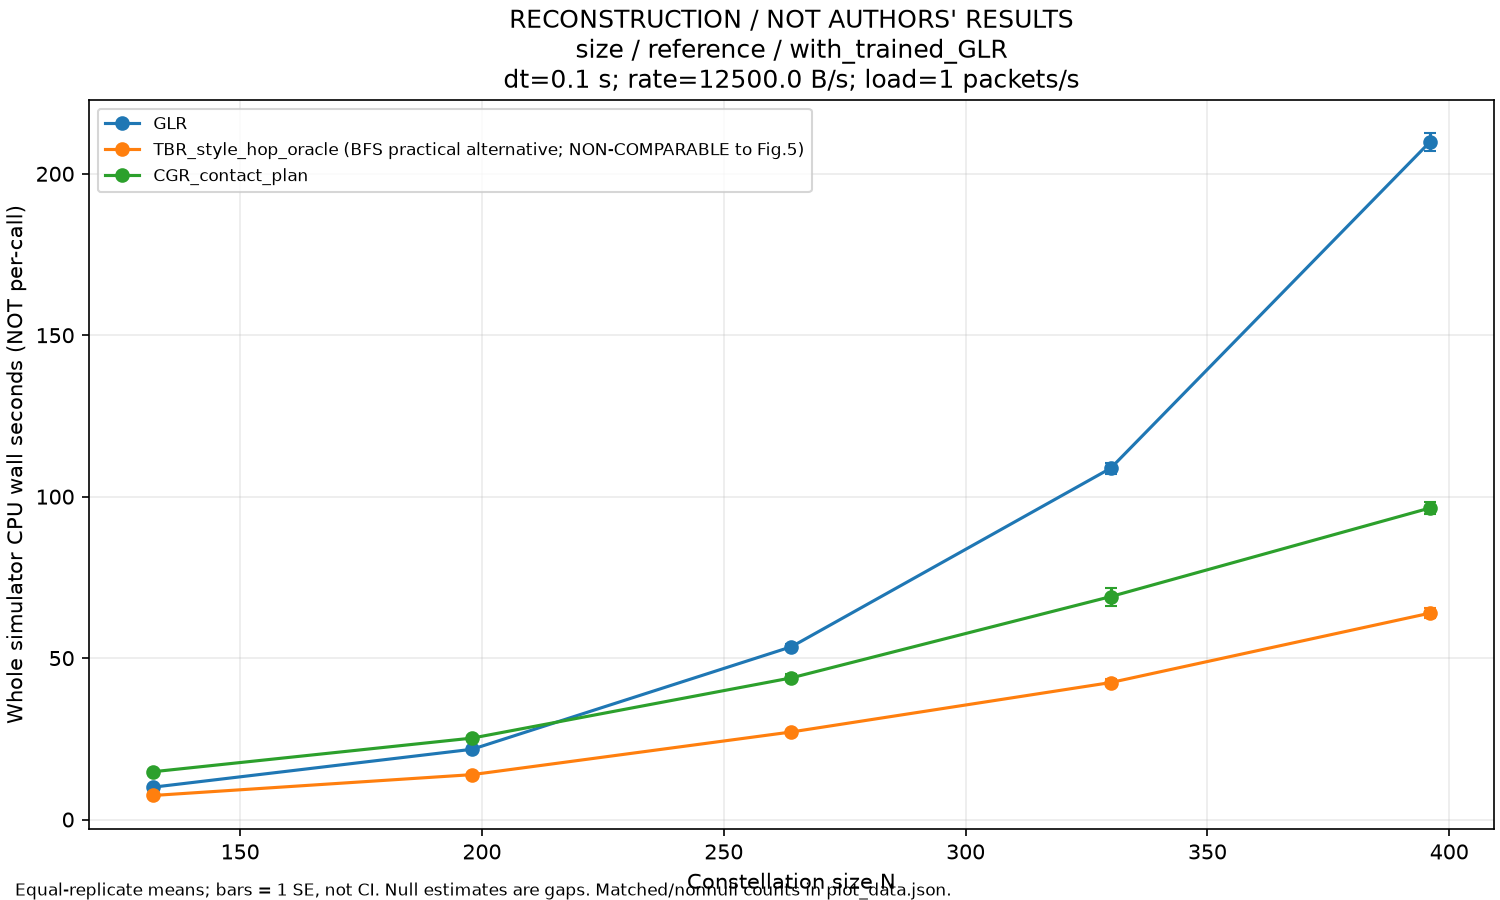 RECONSTRUCTION / NOT AUTHORS' RESULTS
size / reference / with_trained_GLR
dt=0.1 s; rate=12500.0 B/s; load=1 packets/s
GLR
TBR_style_hop_oracle (BFS practical alternative; NON-COMPARABLE to Fig.5)
CGR_contact_plan
Whole simulator CPU wall seconds (NOT per-call)
200
150
100
50
0
150 200 250 300 350 400
Constellation size N
Equal-replicate means; bars = 1 SE, not CI. Null estimates are gaps. Matched/nonnull counts in plot_data.json.